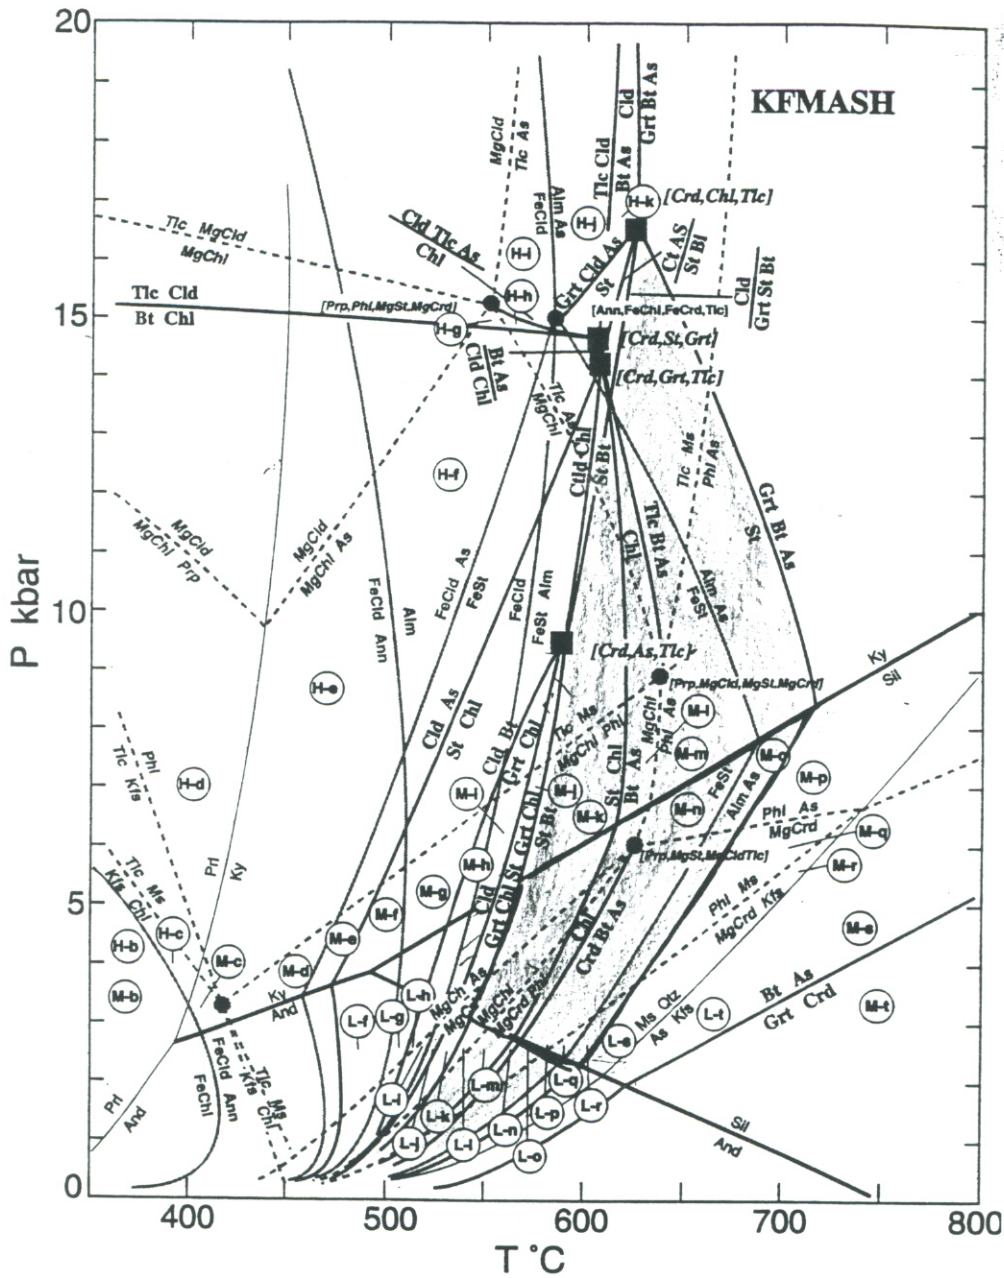 20
15
10
5
0
P kbar
400
500
600
700
800
T °C
KFMASH
MgCld
Tlc As
FeCld
Alm As
Tlc Cld
Bt As
Cld
Grt Bt As
H-k
[Crd,Chl,Tlc]
H-i
Tlc MgCld
MgChl
Cld Tlc As
Chl
H-h
Grt Cld As
St
Ct AS
St Bt
Cld
Grt St Bt
Tlc Cld
Bt Chl
[Prp,Phl,MgSt,MgCrd]
[Ann,FeChl,FeCrd,Tlc]
H-g
[Crd,St,Grt]
Bt As
Cld Chl
[Crd,Grt,Tlc]
Tlc As
MgChl
Ctld Chl
St Bt
Tlc Ms
Phl As
H-f
Grt Bt As
St
MgCld
MgChl Prp
MgCld
MgChl As
Chl
Tlc Bt As
FeCld As
FeSt
FeCld
FeSt Alm
Alm As
FeSt
FeCld Ann
Alm
[Crd,As,Tlc]
[Prp,MgCld,MgSt,MgCrd]
Ky
Sil
H-e
M-l
Cld As
St Chl
Cld Bt
Grt Chl
Tlc Ms
MgChl Phl
MgChl
Phl As
M-m
M-o
M-p
Phl
Tlc Kfs
H-d
M-i
M-j
M-k
St Chl
Bt As
M-n
FeSt
Alm As
Phl As
MgCrd
M-q
Prl
Ky
Grt Chl
St Bt
[Prp,MgSt,MgCldTlc]
M-r
Tlc Ms
Kfs Chl
M-h
M-g
Cld
Grt Chl St
Phl Ms
MgCrd Kfs
M-f
M-s
H-b
H-c
M-e
Chl
Crd Bt As
M-c
M-d
M-b
Ky
And
L-h
MgCh As
MgChl
MgCrd Phl
Bt As
Grt Crd
L-f
L-g
Ms Qtz
As Kfs
L-t
M-t
L-s
FeCld Ann
FeChl
Tlc Ms
Kfs Chl
L-i
L-m
L-q
Prl
And
L-k
L-p
L-r
L-j
L-n
L-o
Sil
And